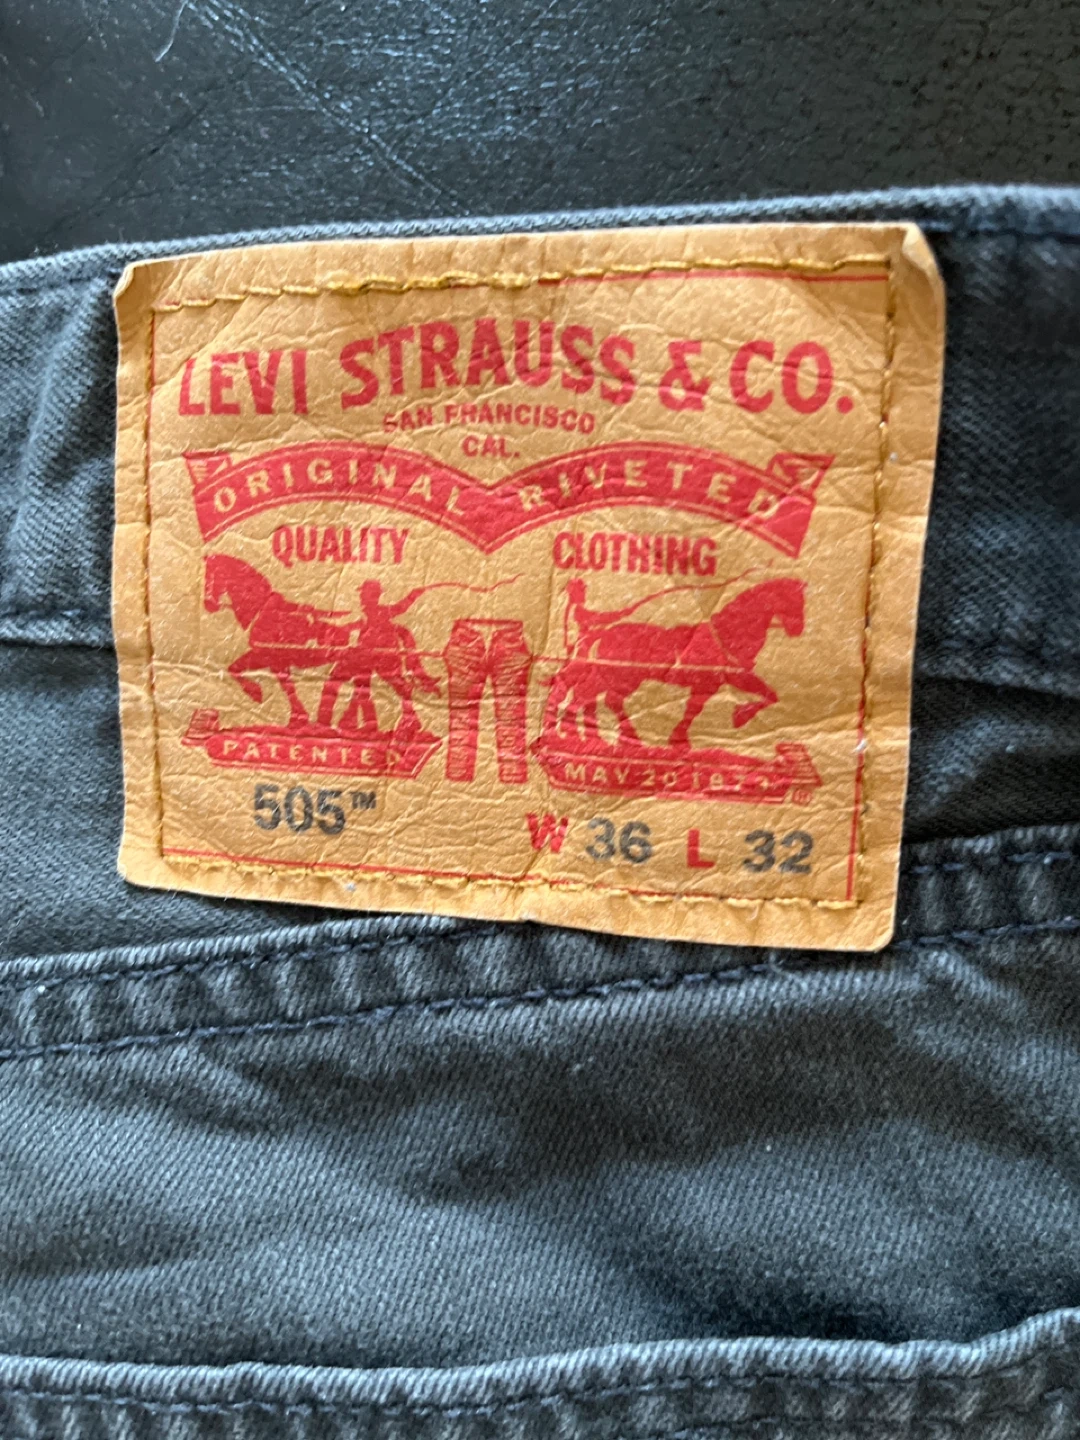 LEVI STRAUSS & CO.
SAN FRANCISCO
CAL.
ORIGINAL RIVETED
QUALITY CLOTHING
PATENTED MAY 20 1873
505™ W 36 L 32